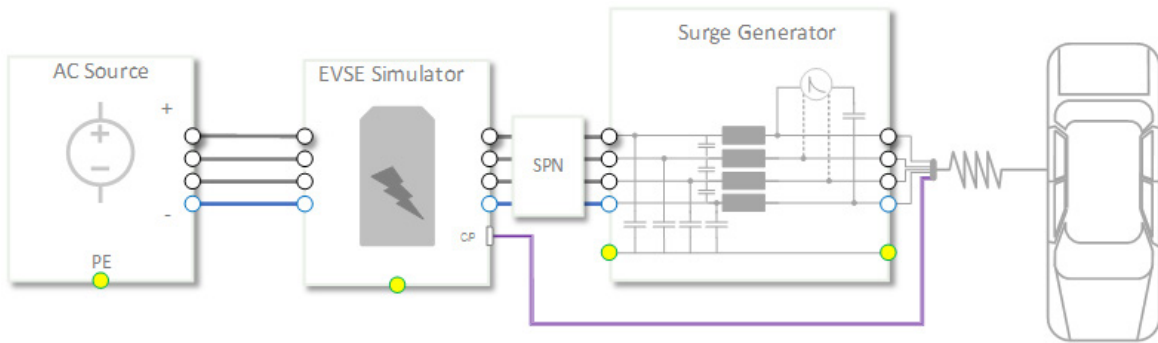 Surge Generator
AC Source
EVSE Simulator
+
SPN
-
CP
PE